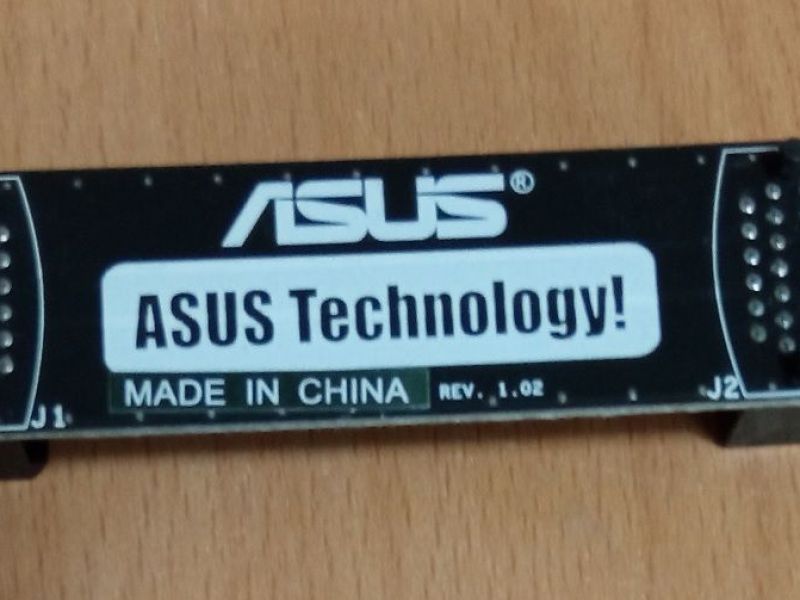 ASUS®
ASUS Technology!
MADE IN CHINA REV. 1.02
J1
J2